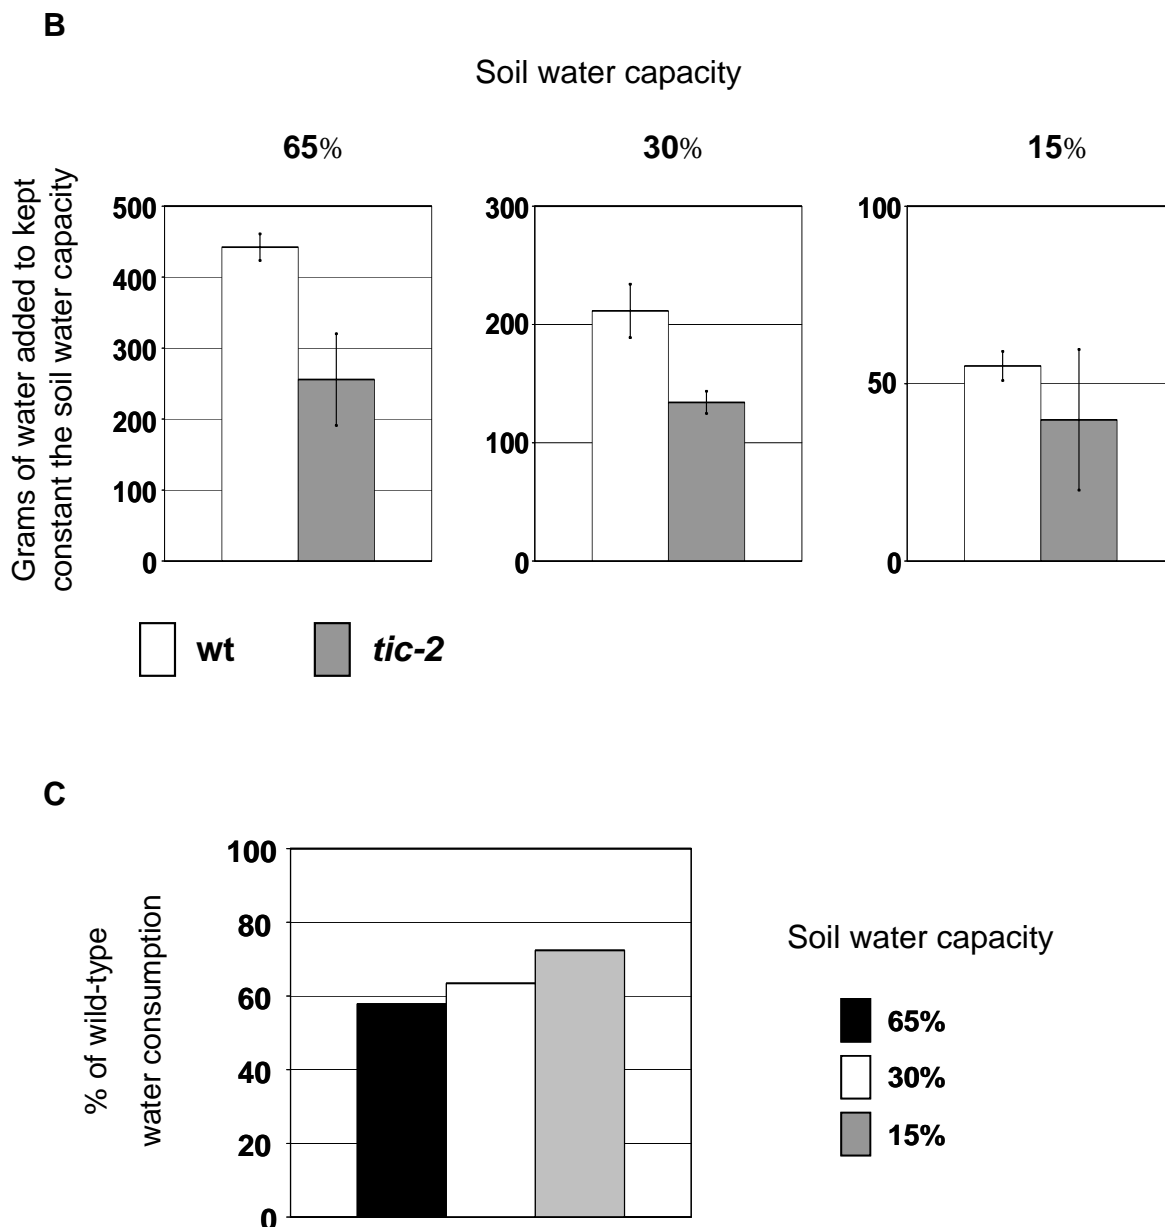 B
Soil water capacity
65%
30%
15%
Grams of water added to kept
constant the soil water capacity
500
400
300
200
100
0
300
200
100
0
100
50
0
wt
tic-2
C
% of wild-type
water consumption
100
80
60
40
20
0
Soil water capacity
65%
30%
15%